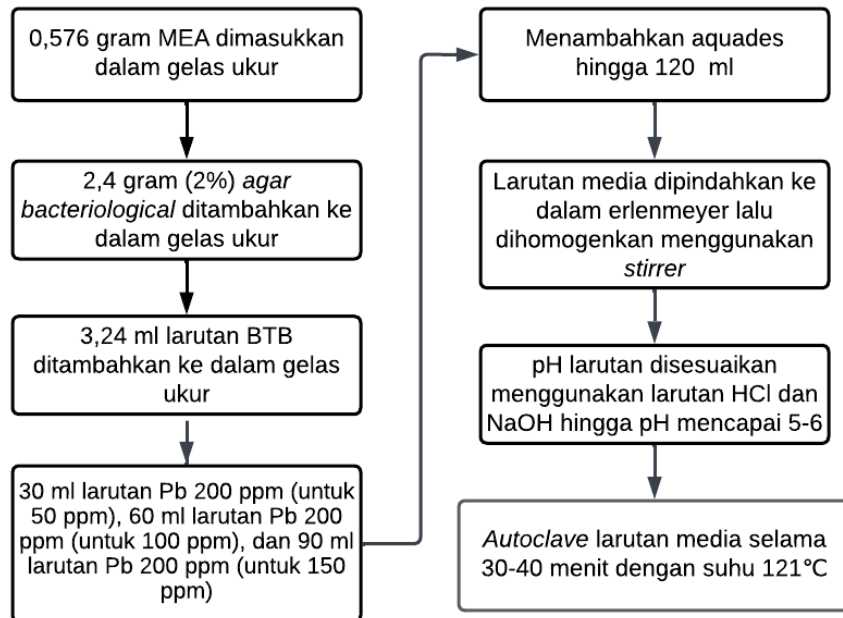 0,576 gram MEA dimasukkan
dalam gelas ukur
2,4 gram (2%) agar
bacteriological ditambahkan ke
dalam gelas ukur
3,24 ml larutan BTB
ditambahkan ke dalam gelas
ukur
30 ml larutan Pb 200 ppm (untuk
50 ppm), 60 ml larutan Pb 200
ppm (untuk 100 ppm), dan 90 ml
larutan Pb 200 ppm (untuk 150
ppm)
Menambahkan aquades
hingga 120 ml
Larutan media dipindahkan ke
dalam erlenmeyer lalu
dihomogenkan menggunakan
stirrer
pH larutan disesuaikan
menggunakan larutan HCl dan
NaOH hingga pH mencapai 5-6
Autoclave larutan media selama
30-40 menit dengan suhu 121℃